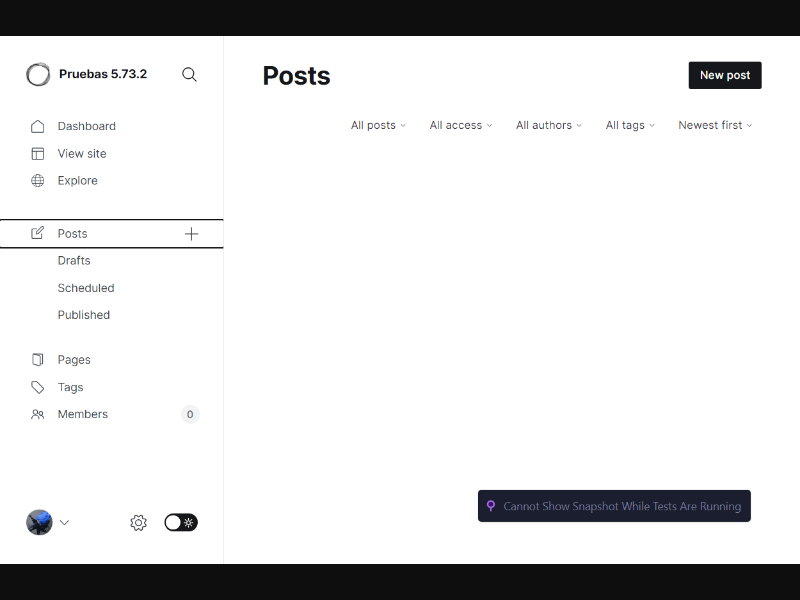 Pruebas 5.73.2
Dashboard
View site
Explore
Posts
Drafts
Scheduled
Published
Pages
Tags
Members 0
Posts
New post
All posts All access All authors All tags Newest first
Cannot Show Snapshot While Tests Are Running